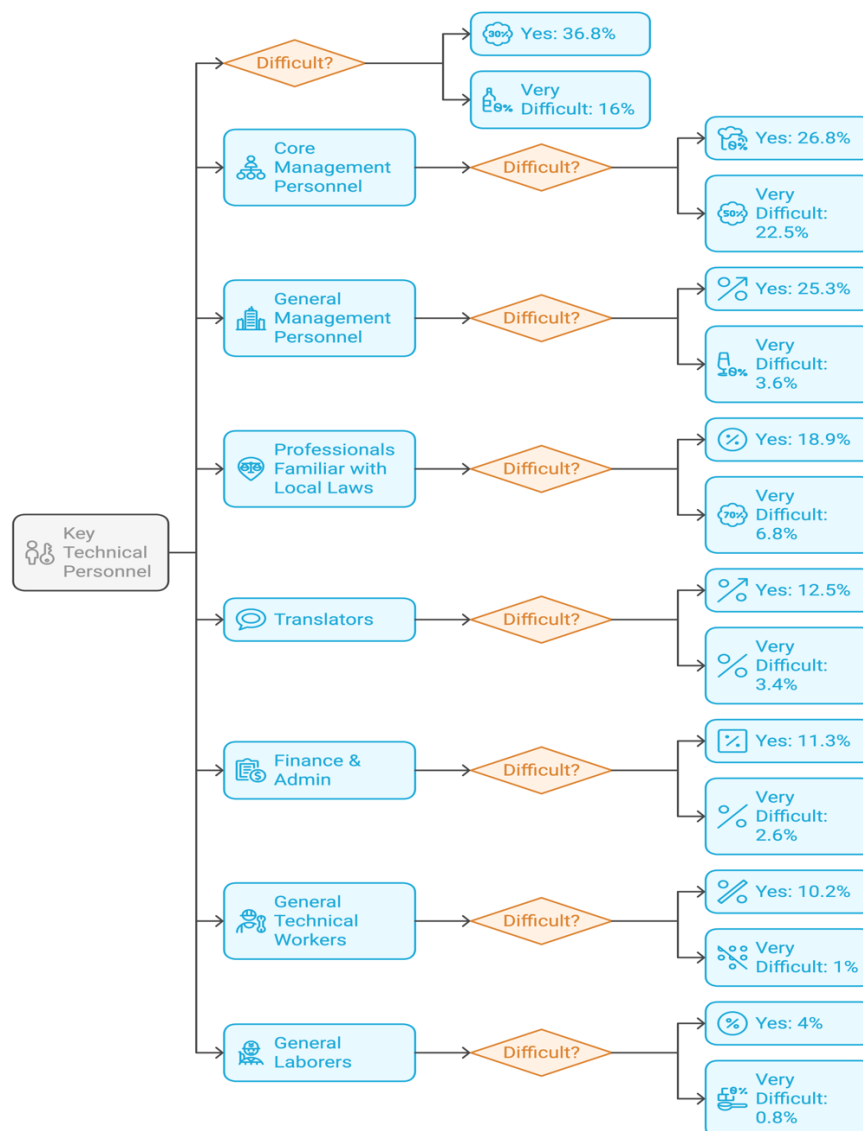 Difficult?
30%
Yes: 36.8%
0%
Very
Difficult: 16%
Core
Management
Personnel
Difficult?
0%
Yes: 26.8%
50%
Very
Difficult:
22.5%
General
Management
Personnel
Difficult?
Yes: 25.3%
0%
Very
Difficult:
3.6%
Professionals
Familiar with
Local Laws
Difficult?
%
Yes: 18.9%
70%
Very
Difficult:
6.8%
Key
Technical
Personnel
Translators
Difficult?
Yes: 12.5%
Very
Difficult:
3.4%
Finance &
Admin
Difficult?
%
Yes: 11.3%
Very
Difficult:
2.6%
General
Technical
Workers
Difficult?
Yes: 10.2%
Very
Difficult: 1%
General
Laborers
Difficult?
%
Yes: 4%
0%
Very
Difficult:
0.8%